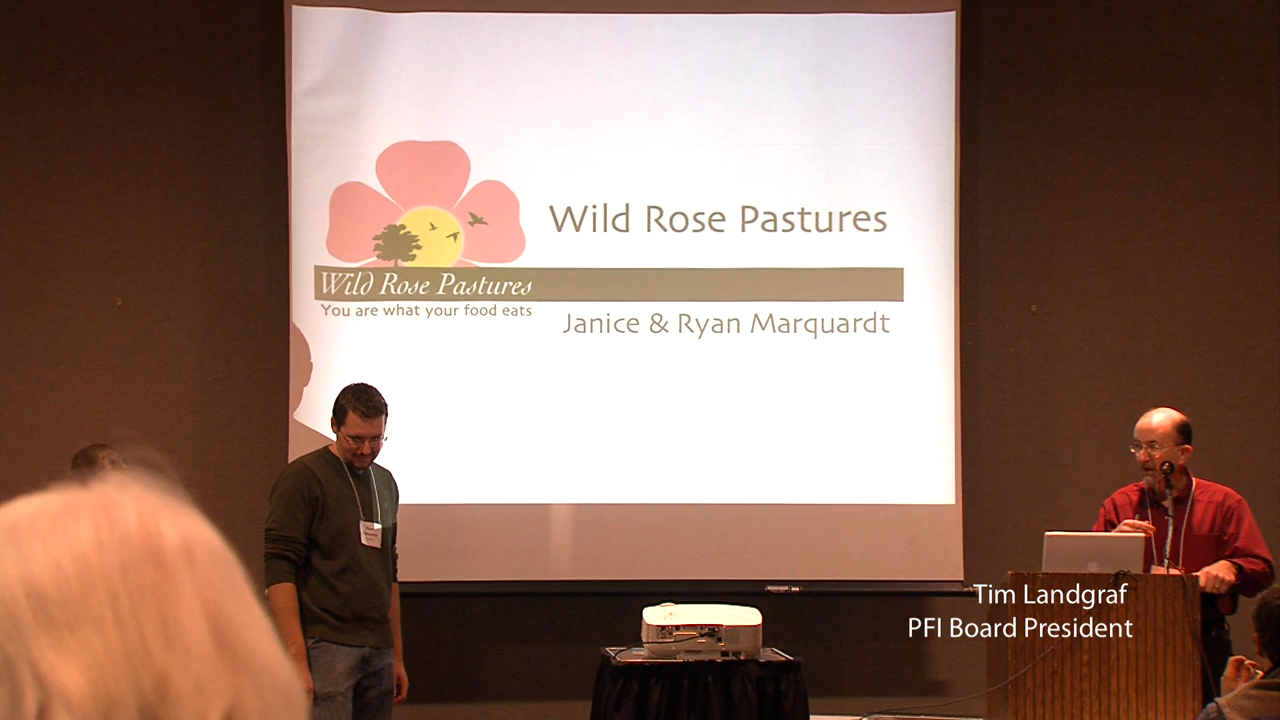 Wild Rose Pastures
Wild Rose Pastures
You are what your food eats
Janice & Ryan Marquardt
Tim Landgraf
PFI Board President